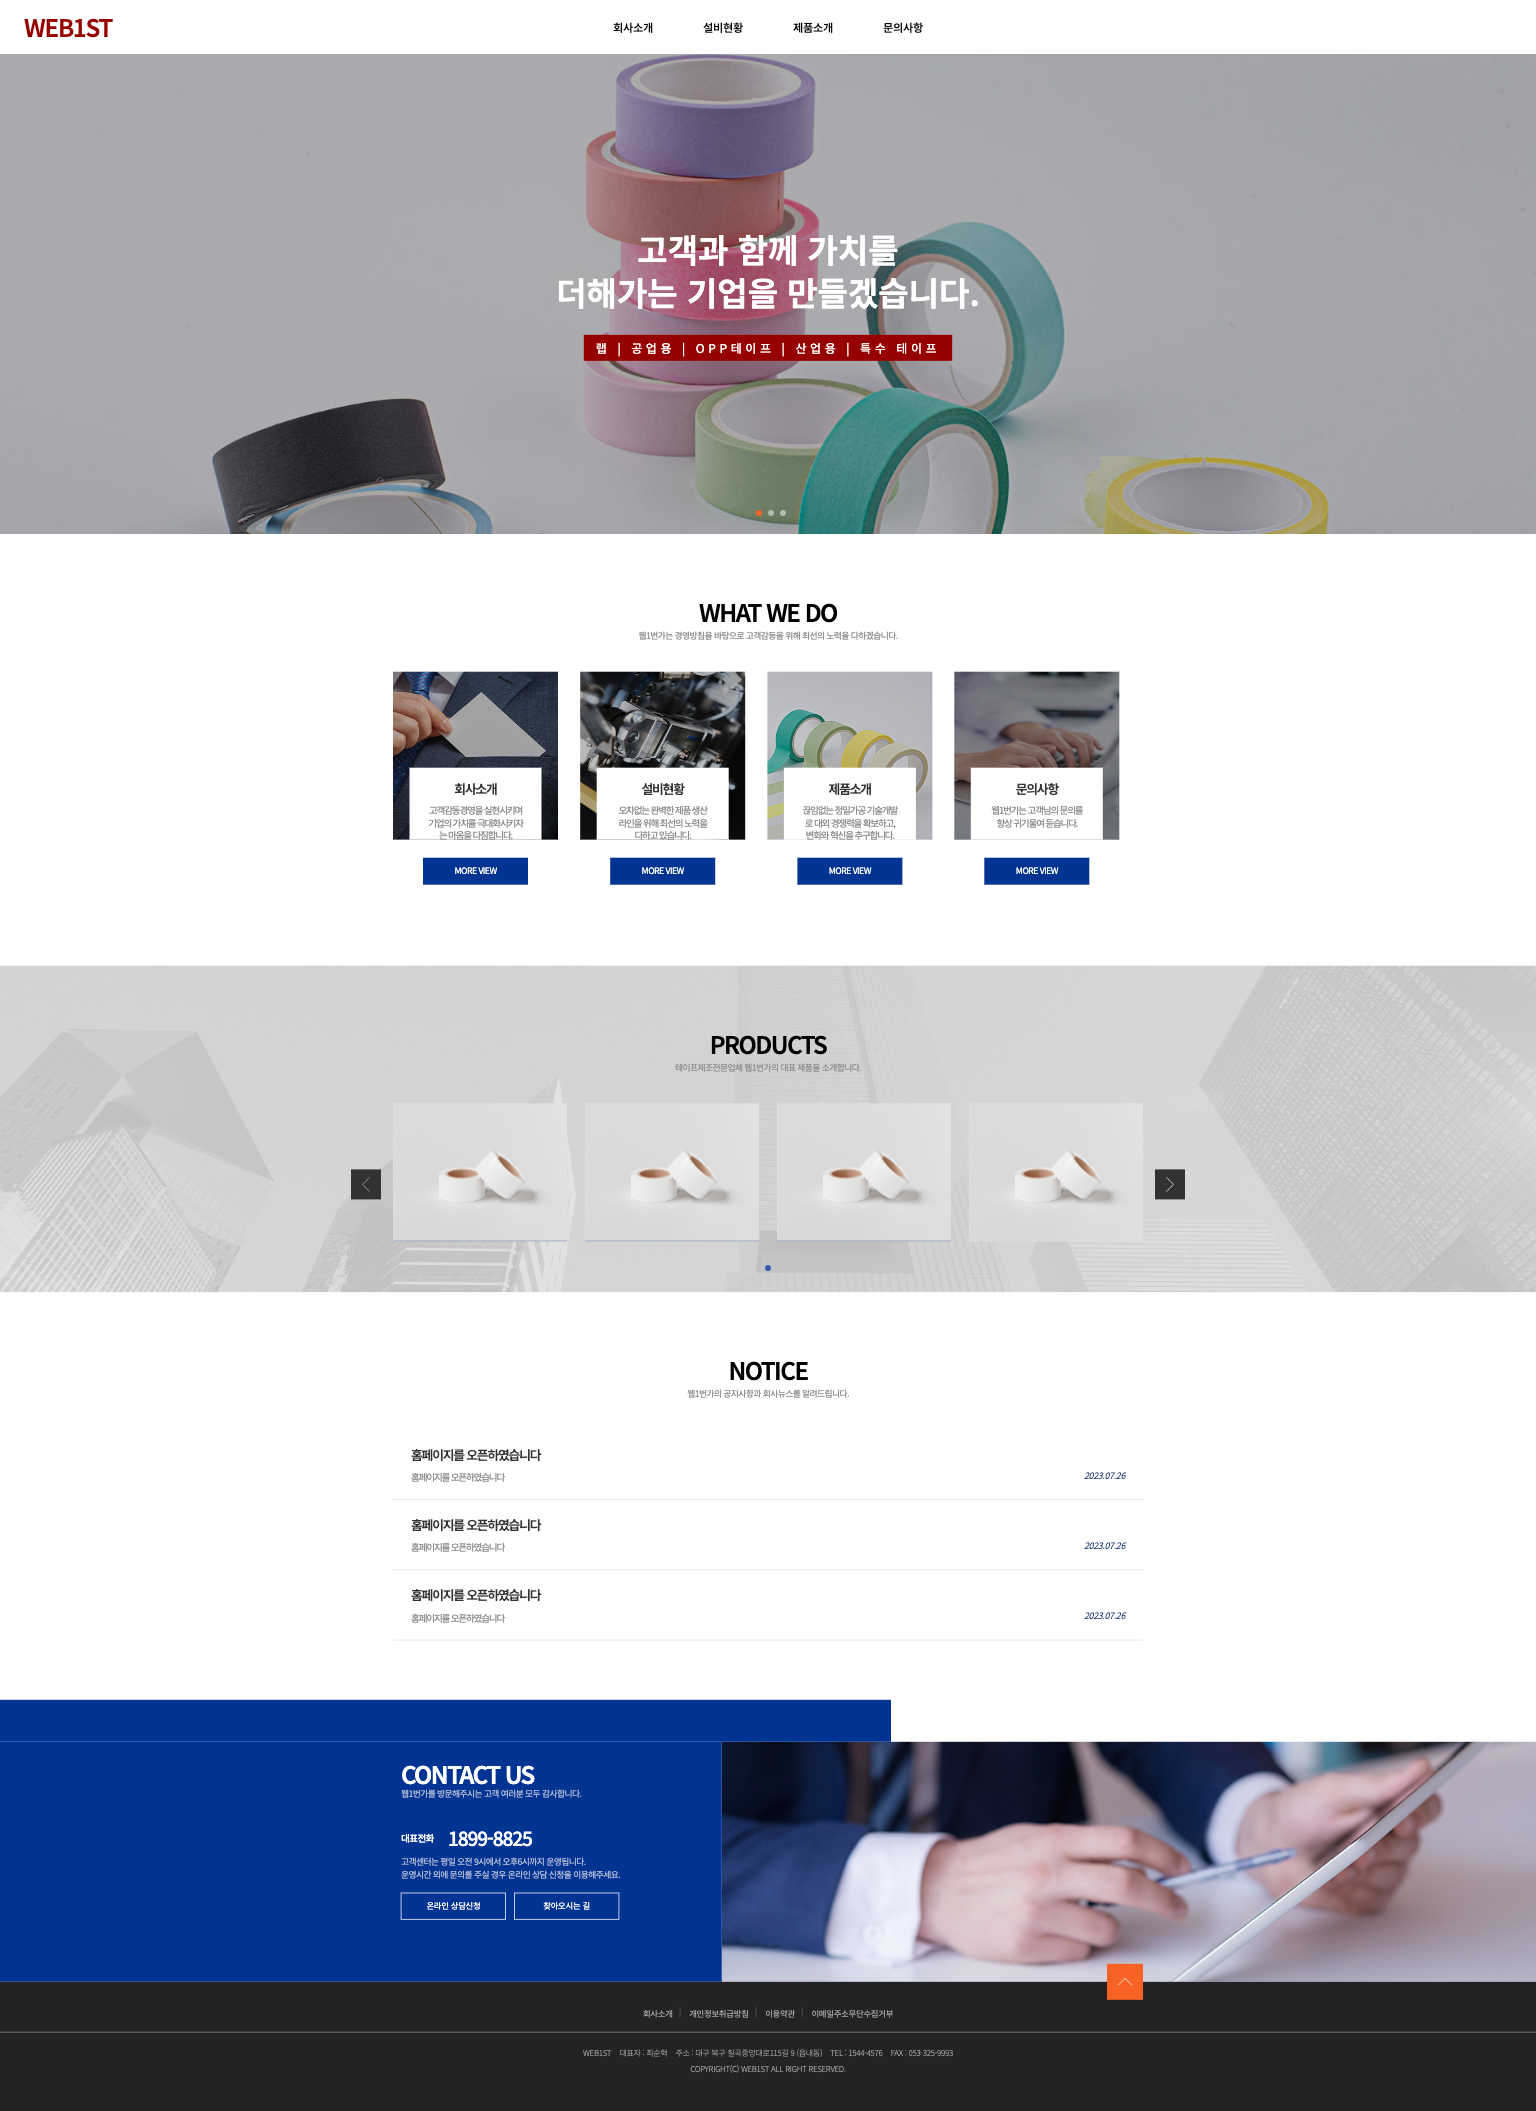 WEB1ST
회사소개
설비현황
제품소개
문의사항
고객과 함께 가치를
더해가는 기업을 만들겠습니다.
랩 | 공업용 | OPP테이프 | 산업용 | 특수 테이프
WHAT WE DO
웹1번가는 경영방침을 바탕으로 고객감동을 위해 최선의 노력을 다하겠습니다.
회사소개
고객감동경영을 실현시키며
기업의 가치를 극대화시키자
는 마음을 다짐합니다.
MORE VIEW
설비현황
오차없는 완벽한 제품 생산
라인을 위해 최선의 노력을
다하고 있습니다.
MORE VIEW
제품소개
끊임없는 정밀가공 기술개발
로 대외 경쟁력을 확보하고,
변화와 혁신을 추구합니다.
MORE VIEW
문의사항
웹1번가는 고객님의 문의를
항상 귀기울여 듣습니다.
MORE VIEW
PRODUCTS
테이프제조전문업체 웹1번가의 대표 제품을 소개합니다.
NOTICE
웹1번가의 공지사항과 회사뉴스를 알려드립니다.
홈페이지를 오픈하였습니다
홈페이지를 오픈하였습니다
2023.07.26
홈페이지를 오픈하였습니다
홈페이지를 오픈하였습니다
2023.07.26
홈페이지를 오픈하였습니다
홈페이지를 오픈하였습니다
2023.07.26
CONTACT US
웹1번가를 방문해주시는 고객 여러분 모두 감사합니다.
대표전화 1899-8825
고객센터는 평일 오전 9시에서 오후6시까지 운영됩니다.
운영시간 외에 문의를 주실 경우 온라인 상담 신청을 이용해주세요.
온라인 상담신청
찾아오시는 길
회사소개 | 개인정보취급방침 | 이용약관 | 이메일주소무단수집거부
WEB1ST 대표자 : 최순혁 주소 : 대구 북구 칠곡중앙대로115길 9 (읍내동) TEL : 1544-4576 FAX : 053-325-9993
COPYRIGHT(C) WEB1ST ALL RIGHT RESERVED.